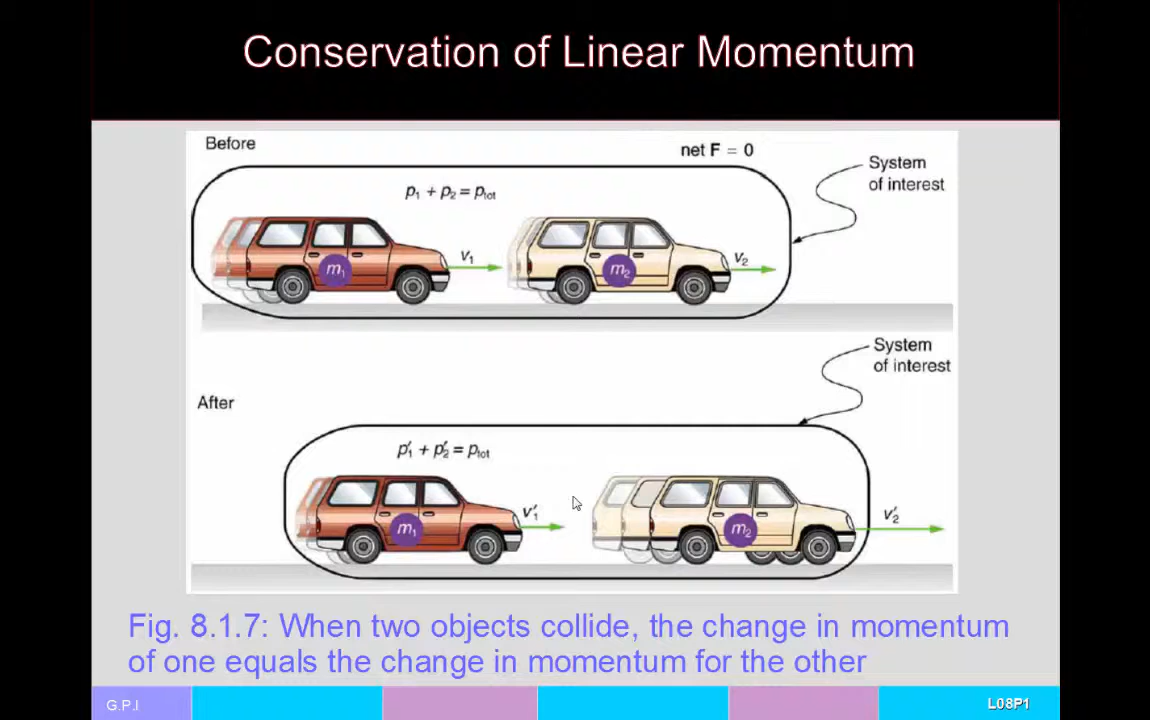 Conservation of Linear Momentum
Before
net F = 0
System
of interest
p₁ + p₂ = pₜₒₜ
v₁
v₂
m₁
m₂
System
of interest
After
p′₁ + p′₂ = pₜₒₜ
v′₁
v′₂
m₁
m₂
Fig. 8.1.7: When two objects collide, the change in momentum
of one equals the change in momentum for the other
G.P.I
L08P1